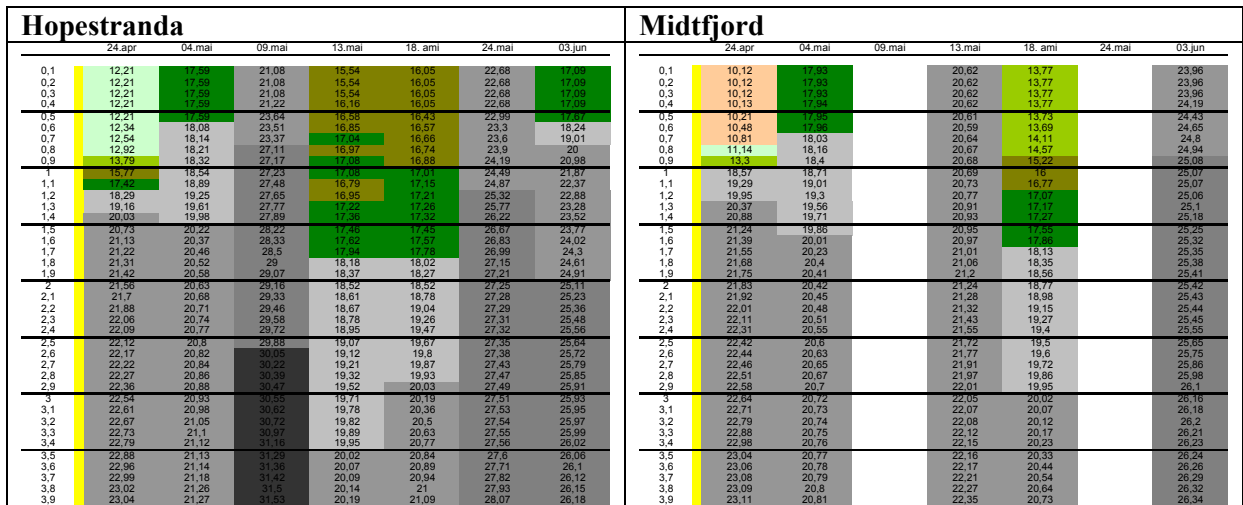 Hopestranda Midtfjord
24.apr 04.mai 09.mai 13.mai 18. ami 24.mai 03.jun 24.apr 04.mai 09.mai 13.mai 18. ami 24.mai 03.jun
0,1 12,21 17,59 21,08 15,54 16,05 22,68 17,09 0,1 10,12 17,93 20,62 13,77 23,96
0,2 12,21 17,59 21,08 15,54 16,05 22,68 17,09 0,2 10,12 17,93 20,62 13,77 23,96
0,3 12,21 17,59 21,08 15,54 16,05 22,68 17,09 0,3 10,12 17,93 20,62 13,77 23,96
0,4 12,21 17,59 21,22 16,16 16,05 22,68 17,09 0,4 10,13 17,94 20,62 13,77 24,19
0,5 12,21 17,59 23,64 16,58 16,43 22,99 17,67 0,5 10,21 17,95 20,61 13,73 24,43
0,6 12,34 18,08 23,51 16,85 16,57 23,3 18,24 0,6 10,48 17,96 20,59 13,69 24,65
0,7 12,54 18,14 23,37 17,04 16,66 23,6 19,01 0,7 10,81 18,03 20,64 14,11 24,8
0,8 12,92 18,21 27,11 16,97 16,74 23,9 20 0,8 11,14 18,16 20,67 14,57 24,94
0,9 13,79 18,32 27,17 17,08 16,88 24,19 20,98 0,9 13,3 18,4 20,68 15,22 25,08
1 15,77 18,54 27,23 17,08 17,01 24,49 21,87 1 18,57 18,71 20,69 16 25,07
1,1 17,42 18,89 27,48 16,79 17,15 24,87 22,37 1,1 19,29 19,01 20,73 16,77 25,07
1,2 18,29 19,25 27,65 16,95 17,21 25,32 22,88 1,2 19,95 19,3 20,77 17,07 25,06
1,3 19,16 19,61 27,77 17,22 17,26 25,77 23,28 1,3 20,37 19,56 20,91 17,17 25,1
1,4 20,03 19,98 27,89 17,36 17,32 26,22 23,52 1,4 20,88 19,71 20,93 17,27 25,18
1,5 20,73 20,22 28,22 17,46 17,45 26,67 23,77 1,5 21,24 19,86 20,95 17,55 25,25
1,6 21,13 20,37 28,33 17,62 17,57 26,83 24,02 1,6 21,39 20,01 20,97 17,86 25,32
1,7 21,22 20,46 28,5 17,94 17,78 26,99 24,3 1,7 21,55 20,23 21,01 18,13 25,35
1,8 21,31 20,52 29 18,18 18,02 27,15 24,61 1,8 21,68 20,4 21,06 18,35 25,38
1,9 21,42 20,58 29,07 18,37 18,27 27,21 24,91 1,9 21,75 20,41 21,2 18,56 25,41
2 21,56 20,63 29,16 18,52 18,52 27,25 25,11 2 21,83 20,42 21,24 18,77 25,42
2,1 21,7 20,68 29,33 18,61 18,78 27,28 25,23 2,1 21,92 20,45 21,28 18,98 25,43
2,2 21,88 20,71 29,46 18,67 19,04 27,29 25,36 2,2 22,01 20,48 21,32 19,15 25,44
2,3 22,06 20,74 29,58 18,78 19,26 27,31 25,48 2,3 22,11 20,51 21,43 19,27 25,45
2,4 22,09 20,77 29,72 18,95 19,47 27,32 25,56 2,4 22,31 20,55 21,55 19,4 25,55
2,5 22,12 20,8 29,88 19,07 19,67 27,35 25,64 2,5 22,42 20,6 21,72 19,5 25,65
2,6 22,17 20,82 30,05 19,12 19,8 27,38 25,72 2,6 22,44 20,63 21,77 19,6 25,75
2,7 22,22 20,84 30,22 19,21 19,87 27,43 25,79 2,7 22,46 20,65 21,91 19,72 25,86
2,8 22,27 20,86 30,39 19,32 19,93 27,47 25,85 2,8 22,51 20,67 21,97 19,86 25,98
2,9 22,36 20,88 30,47 19,52 20,03 27,49 25,91 2,9 22,58 20,7 22,01 19,95 26,1
3 22,54 20,93 30,55 19,71 20,19 27,51 25,93 3 22,64 20,72 22,05 20,02 26,16
3,1 22,61 20,98 30,62 19,78 20,36 27,53 25,95 3,1 22,71 20,73 22,07 20,07 26,18
3,2 22,67 21,05 30,72 19,82 20,5 27,54 25,97 3,2 22,79 20,74 22,08 20,12 26,2
3,3 22,73 21,1 30,97 19,89 20,63 27,55 25,99 3,3 22,88 20,75 22,12 20,17 26,21
3,4 22,79 21,12 31,16 19,95 20,77 27,56 26,02 3,4 22,98 20,76 22,15 20,23 26,23
3,5 22,88 21,13 31,29 20,02 20,84 27,6 26,06 3,5 23,04 20,77 22,16 20,33 26,24
3,6 22,96 21,14 31,36 20,07 20,89 27,71 26,1 3,6 23,06 20,78 22,17 20,44 26,26
3,7 22,99 21,18 31,42 20,09 20,94 27,82 26,12 3,7 23,08 20,79 22,21 20,54 26,29
3,8 23,02 21,26 31,5 20,14 21 27,93 26,15 3,8 23,09 20,8 22,27 20,64 26,32
3,9 23,04 21,27 31,53 20,19 21,09 28,07 26,18 3,9 23,11 20,81 22,35 20,73 26,34